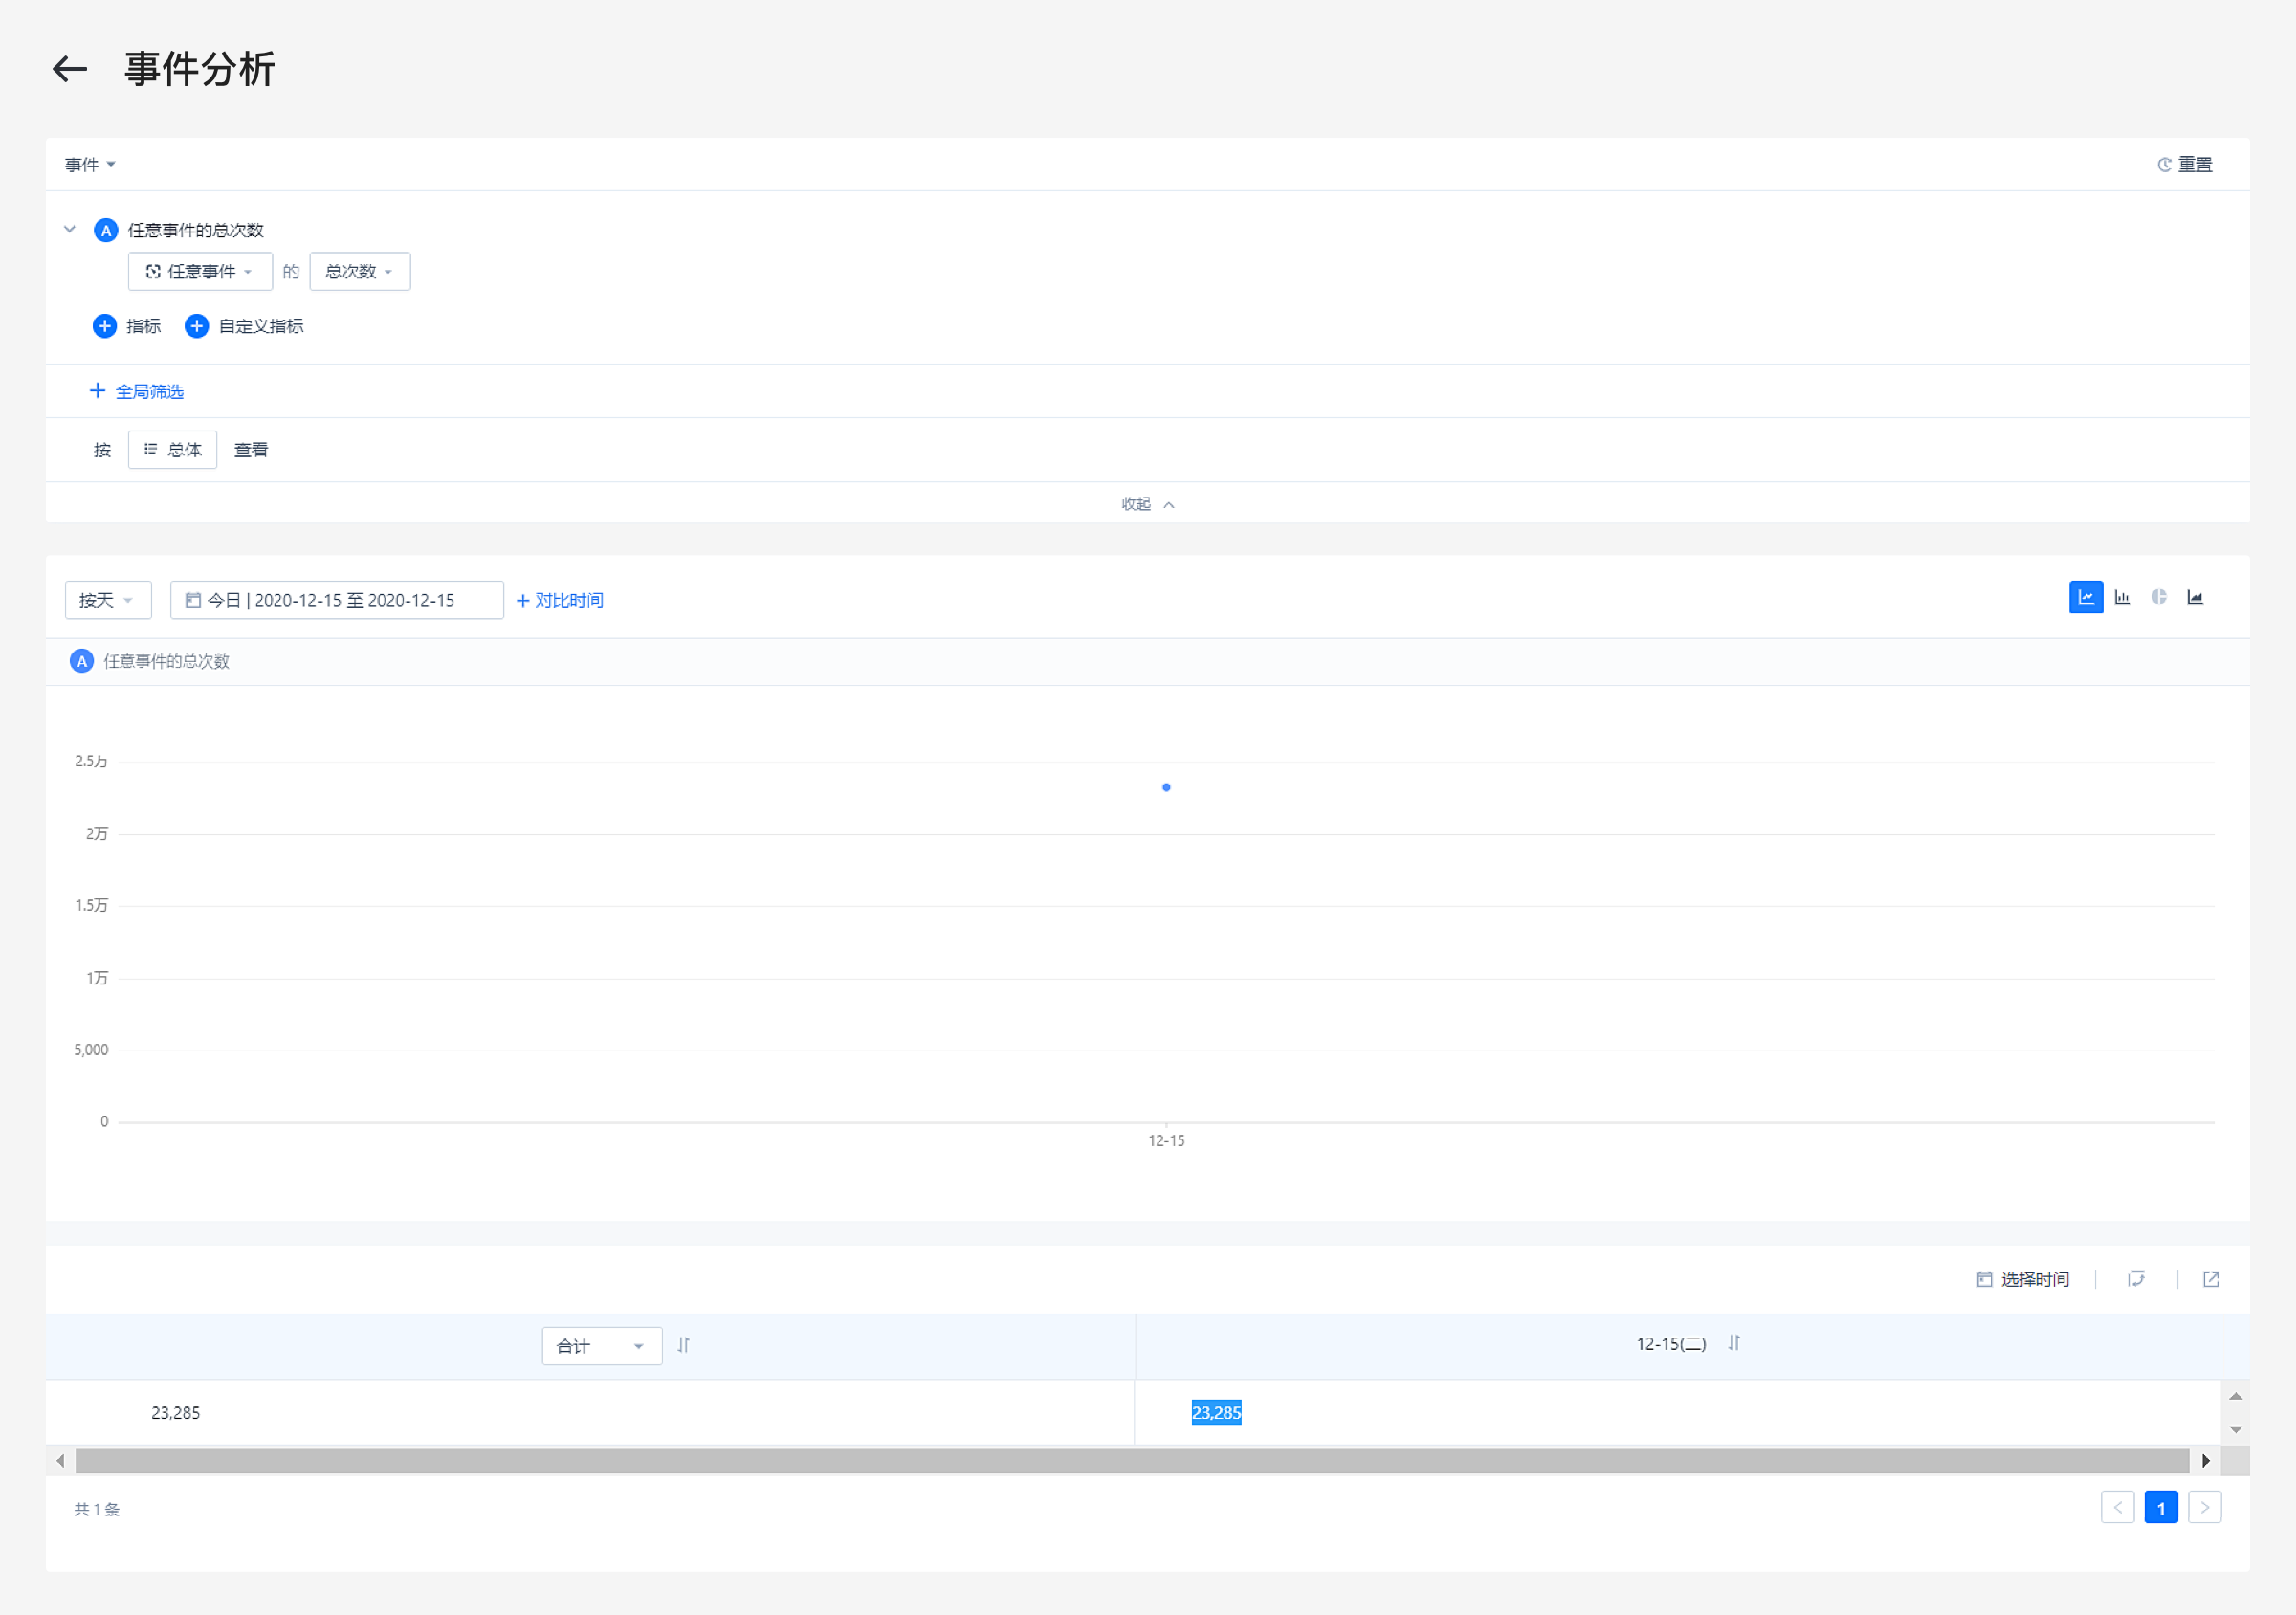 事件分析
事件
重置
A 任意事件的总次数
任意事件 的 总次数
指标 自定义指标
全局筛选
按 总体 查看
收起
按天 今日 | 2020-12-15 至 2020-12-15 + 对比时间
A 任意事件的总次数
2.5万
2万
1.5万
1万
5,000
0
12-15
选择时间
合计 12-15(二)
23,285 23,285
共 1 条
< 1 >